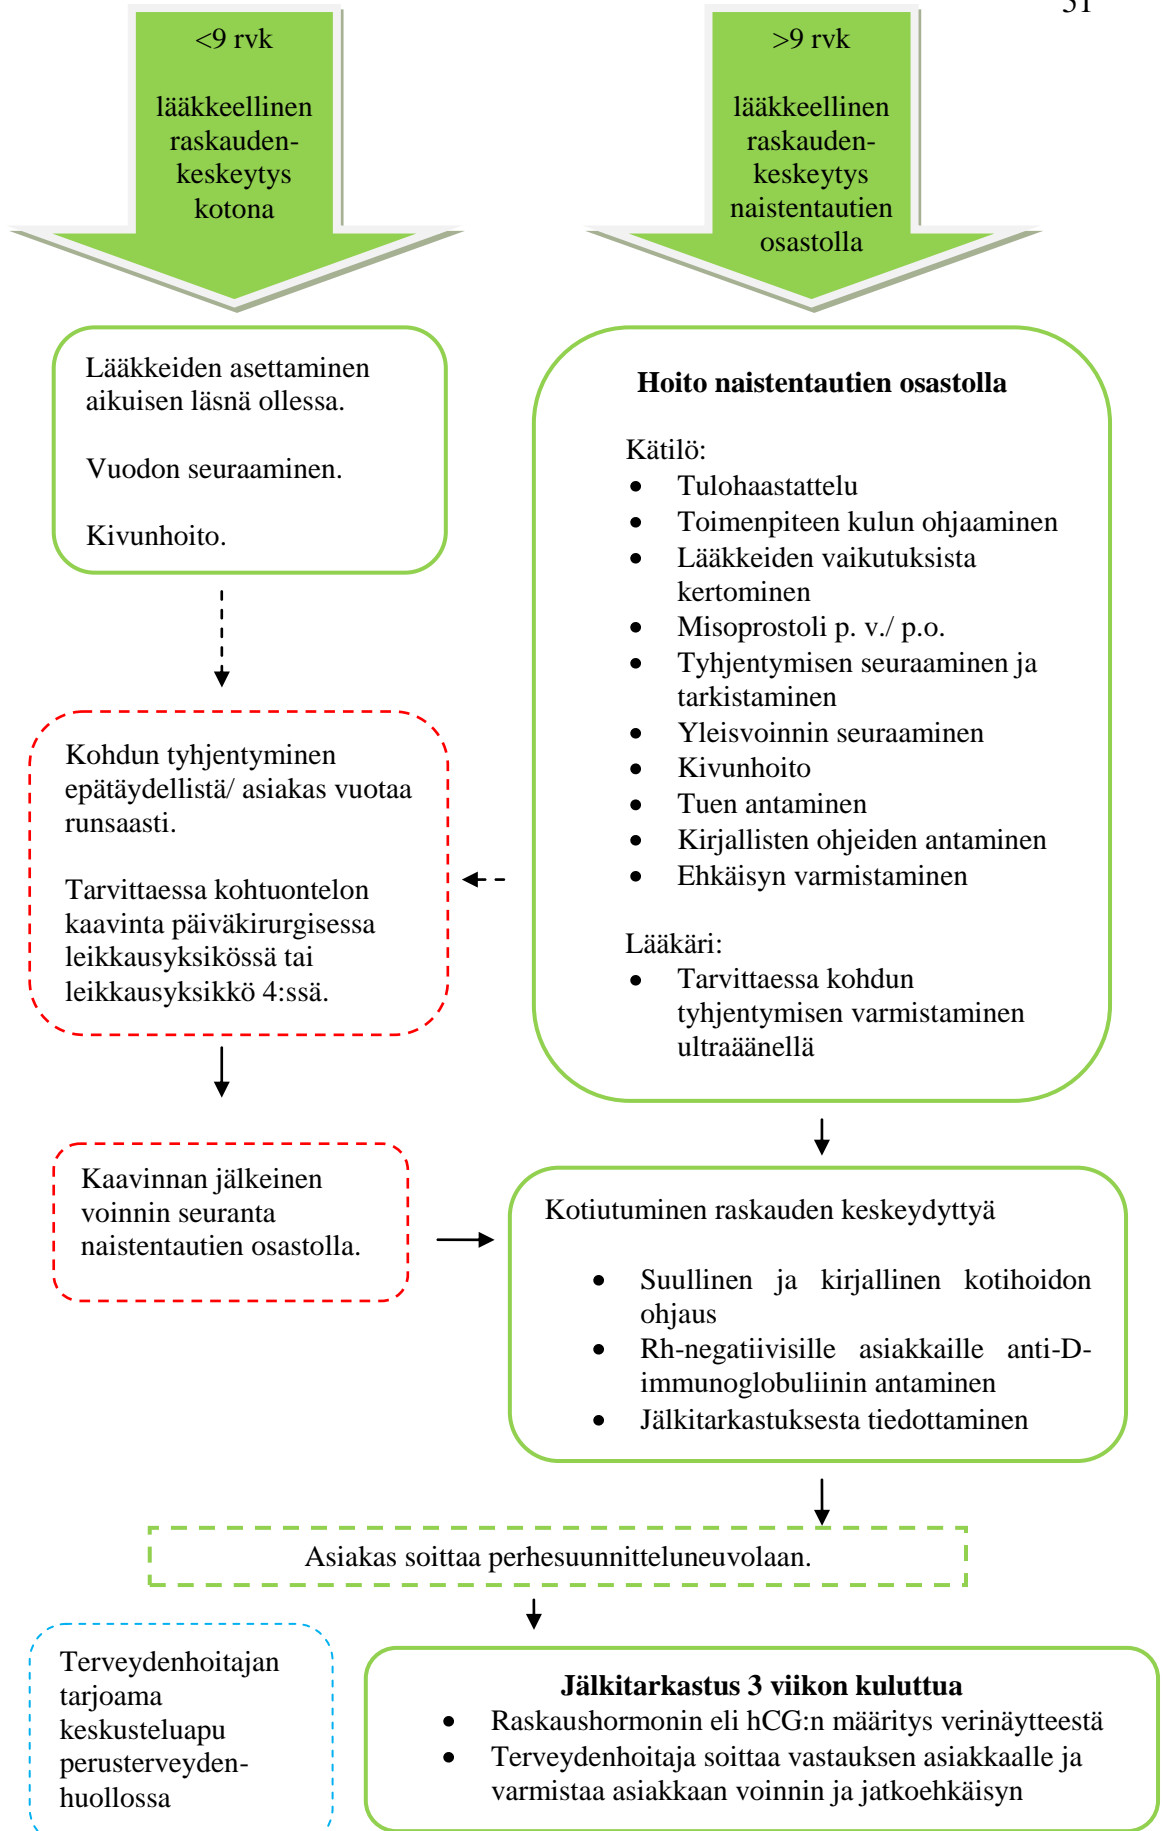 51
<9 rvk
lääkkeellinen
raskauden-
keskeytys
kotona
>9 rvk
lääkkeellinen
raskauden-
keskeytys
naistentautien
osastolla
Lääkkeiden asettaminen
aikuisen läsnä ollessa.
Vuodon seuraaminen.
Kivunhoito.
Hoito naistentautien osastolla
Kätilö:
• Tulohaastattelu
• Toimenpiteen kulun ohjaaminen
• Lääkkeiden vaikutuksista
kertominen
• Misoprostoli p. v./ p.o.
• Tyhjentymisen seuraaminen ja
tarkistaminen
• Yleisvoinnin seuraaminen
• Kivunhoito
• Tuen antaminen
• Kirjallisten ohjeiden antaminen
• Ehkäisyn varmistaminen
Lääkäri:
• Tarvittaessa kohdun
tyhjentymisen varmistaminen
ultraäänellä
Kohdun tyhjentyminen
epätäydellistä/ asiakas vuotaa
runsaasti.
Tarvittaessa kohtuontelon
kaavinta päiväkirurgisessa
leikkausyksikössä tai
leikkausyksikkö 4:ssä.
Kaavinnan jälkeinen
voinnin seuranta
naistentautien osastolla.
Kotiutuminen raskauden keskeydyttyä
• Suullinen ja kirjallinen kotihoidon
ohjaus
• Rh-negatiivisille asiakkaille anti-D-
immunoglobuliinin antaminen
• Jälkitarkastuksesta tiedottaminen
Asiakas soittaa perhesuunnitteluneuvolaan.
Terveydenhoitajan
tarjoama
keskusteluapu
perusterveyden-
huollossa
Jälkitarkastus 3 viikon kuluttua
• Raskaushormonin eli hCG:n määritys verinäytteestä
• Terveydenhoitaja soittaa vastauksen asiakkaalle ja
varmistaa asiakkaan voinnin ja jatkoehkäisyn